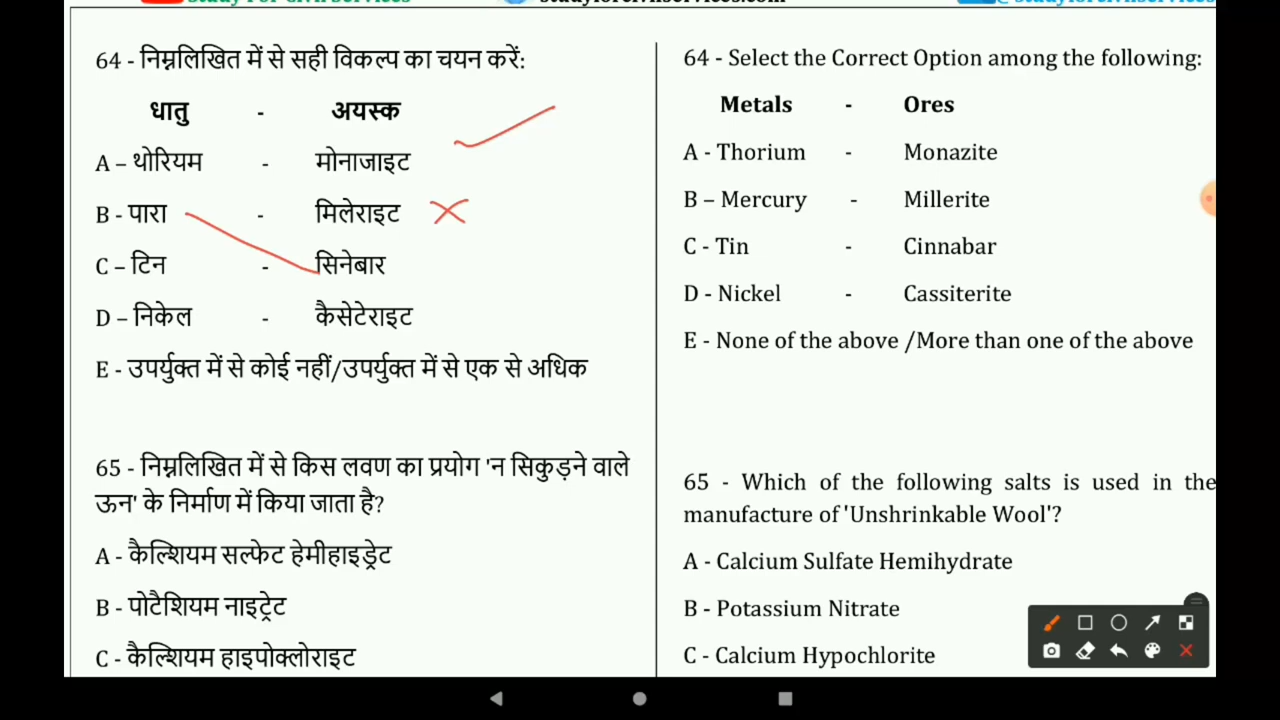 64 - निम्नलिखित में से सही विकल्प का चयन करें:
धातु - अयस्क
A – थोरियम - मोनाजाइट
B - पारा - मिलेराइट
C – टिन - सिनेबार
D – निकेल - कैसेटेराइट
E - उपर्युक्त में से कोई नहीं/उपर्युक्त में से एक से अधिक
65 - निम्नलिखित में से किस लवण का प्रयोग 'न सिकुड़ने वाले
ऊन' के निर्माण में किया जाता है?
A - कैल्शियम सल्फेट हेमीहाइड्रेट
B - पोटैशियम नाइट्रेट
C - कैल्शियम हाइपोक्लोराइट
64 - Select the Correct Option among the following:
Metals - Ores
A - Thorium - Monazite
B – Mercury - Millerite
C - Tin - Cinnabar
D - Nickel - Cassiterite
E - None of the above /More than one of the above
65 - Which of the following salts is used in the
manufacture of 'Unshrinkable Wool'?
A - Calcium Sulfate Hemihydrate
B - Potassium Nitrate
C - Calcium Hypochlorite